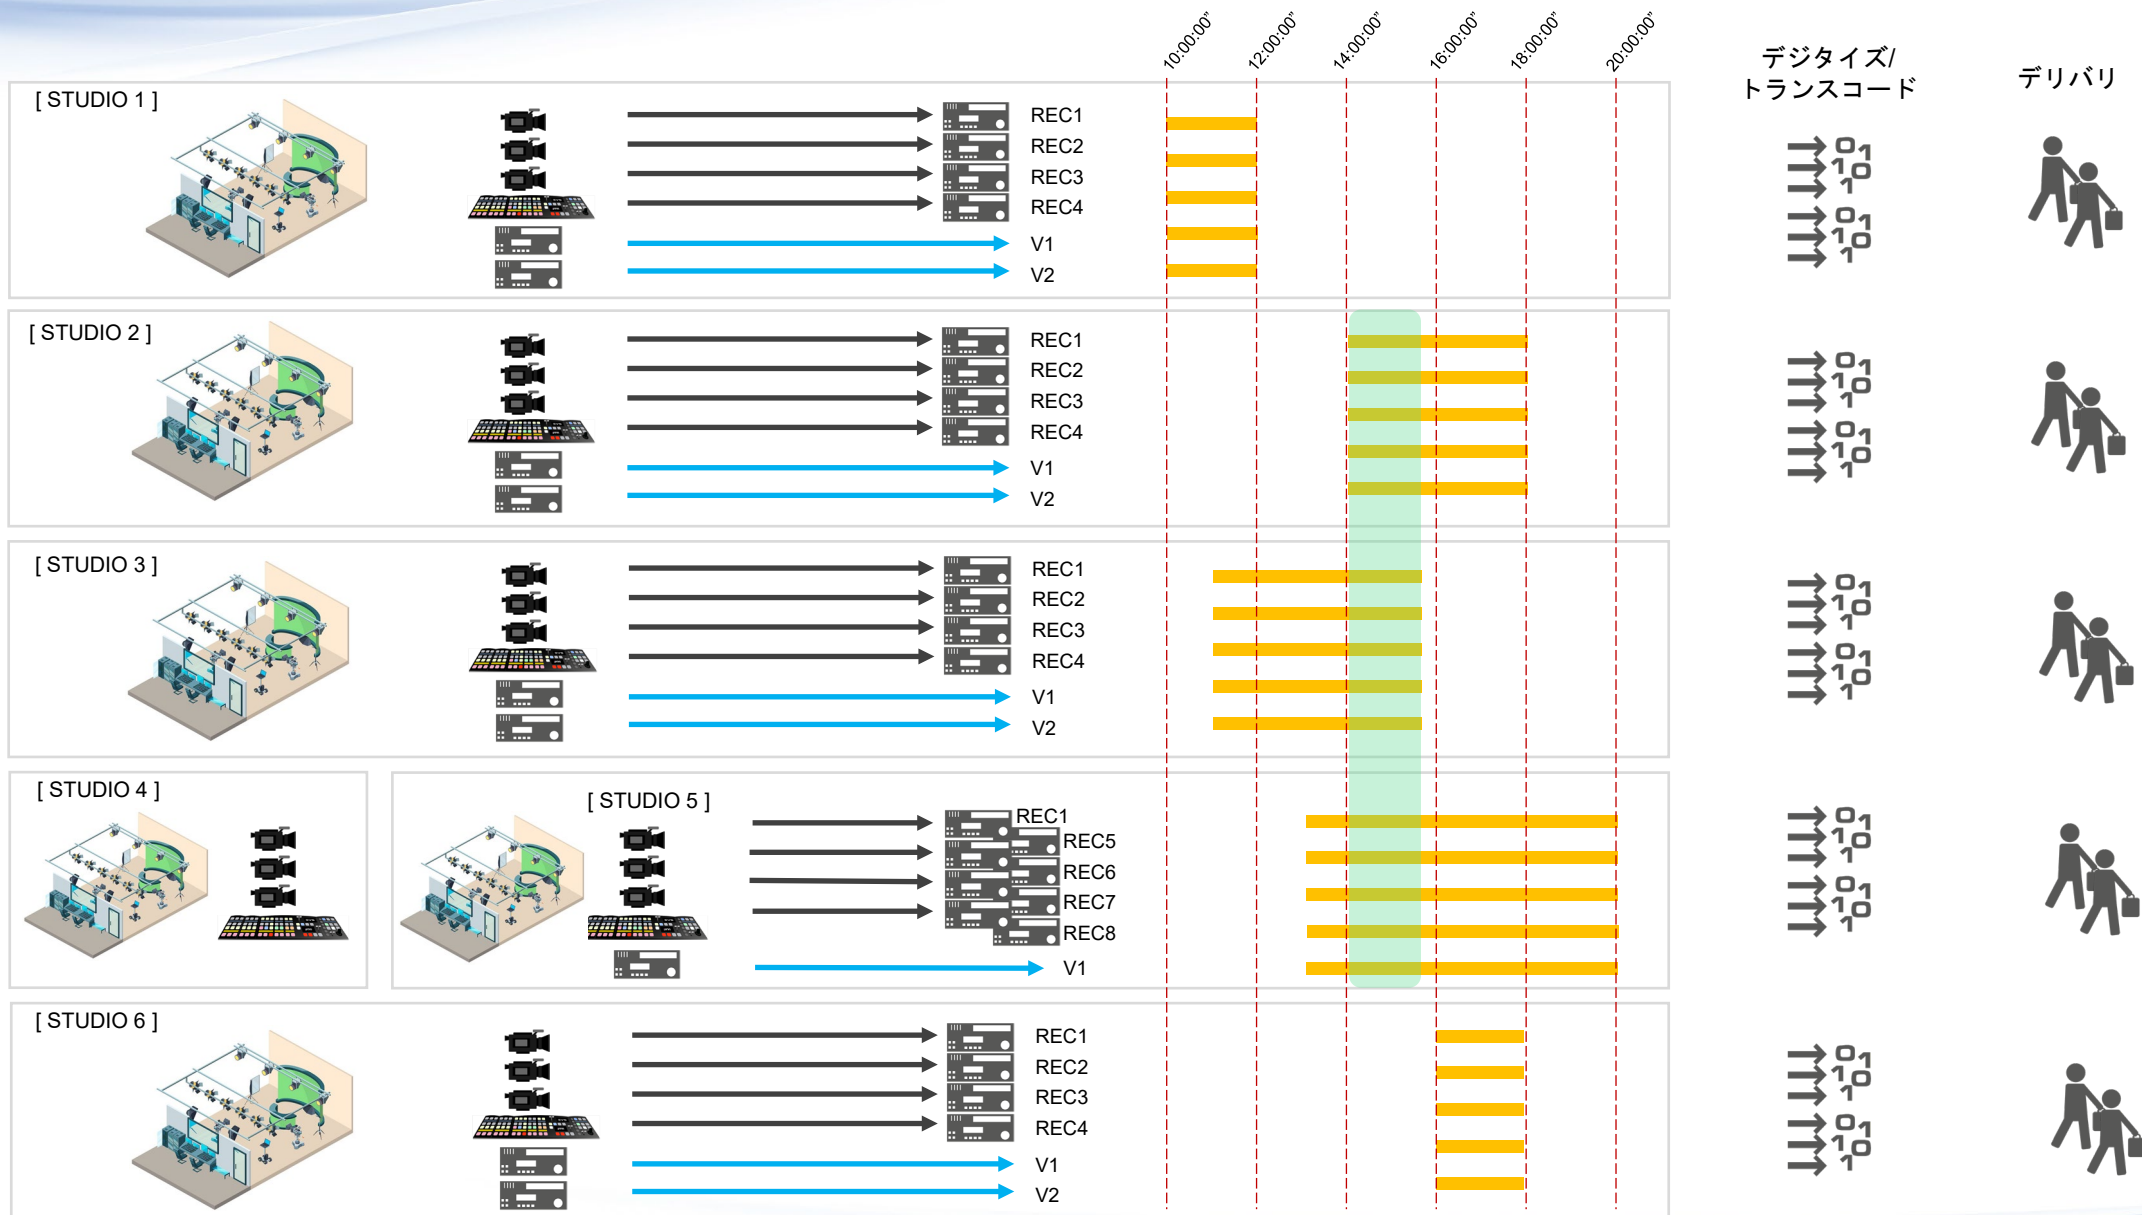 10:00:00”
12:00:00”
14:00:00”
16:00:00”
18:00:00”
20:00:00”
デジタイズ/
トランスコード
デリバリ
[ STUDIO 1 ]
REC1
REC2
REC3
REC4
V1
V2
[ STUDIO 2 ]
REC1
REC2
REC3
REC4
V1
V2
[ STUDIO 3 ]
REC1
REC2
REC3
REC4
V1
V2
[ STUDIO 4 ]
[ STUDIO 5 ]
REC1
REC5
REC6
REC7
REC8
V1
[ STUDIO 6 ]
REC1
REC2
REC3
REC4
V1
V2